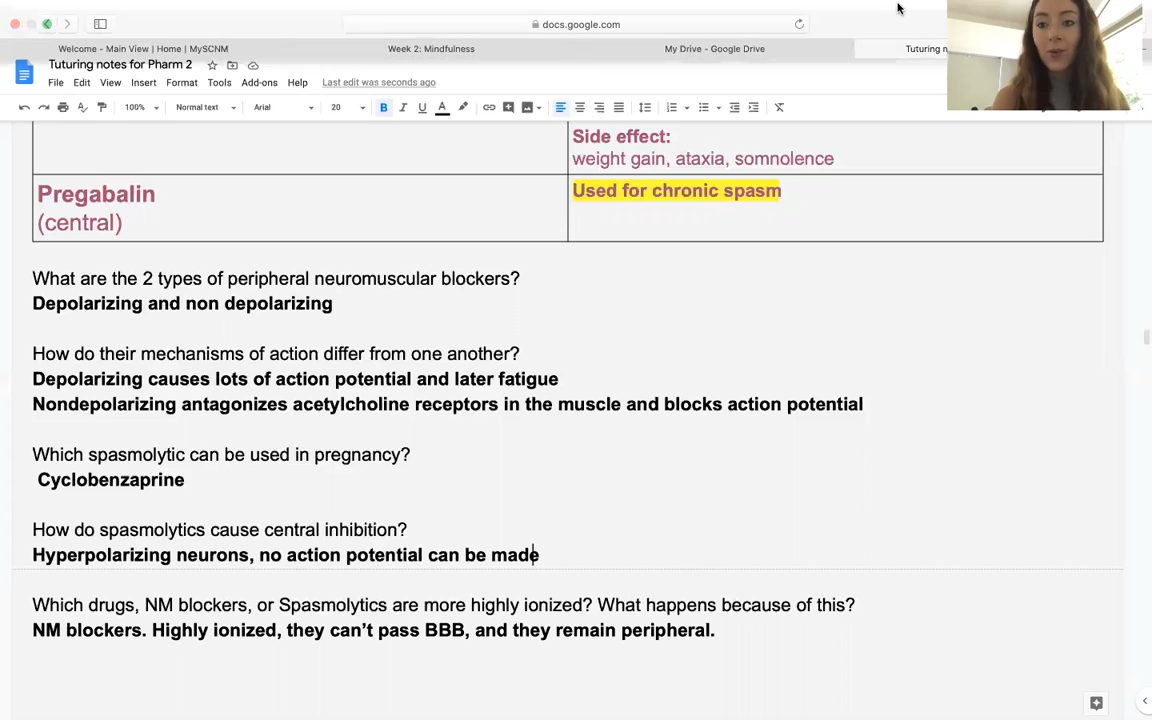 docs.google.com
Welcome - Main View | Home | MySCNM
Week 2: Mindfulness
My Drive - Google Drive
Tuturing n
Tuturing notes for Pharm 2
File Edit View Insert Format Tools Add-ons Help Last edit was seconds ago
100% Normal text Arial 20 B I U A
Side effect:
weight gain, ataxia, somnolence
Pregabalin
(central)
Used for chronic spasm
What are the 2 types of peripheral neuromuscular blockers?
Depolarizing and non depolarizing
How do their mechanisms of action differ from one another?
Depolarizing causes lots of action potential and later fatigue
Nondepolarizing antagonizes acetylcholine receptors in the muscle and blocks action potential
Which spasmolytic can be used in pregnancy?
Cyclobenzaprine
How do spasmolytics cause central inhibition?
Hyperpolarizing neurons, no action potential can be made
Which drugs, NM blockers, or Spasmolytics are more highly ionized? What happens because of this?
NM blockers. Highly ionized, they can’t pass BBB, and they remain peripheral.